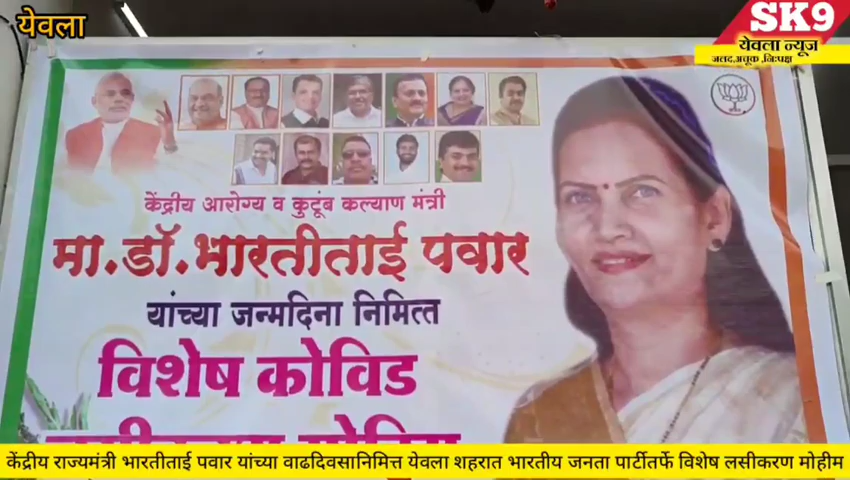 येवला
SK9
येवला न्यूज
जलद,अचूक,नि:पक्ष
केंद्रीय आरोग्य व कुटूंब कल्याण मंत्री
मा.डॉ.भारतीताई पवार
यांच्या जन्मदिना निमित्त
विशेष कोविड
केंद्रीय राज्यमंत्री भारतीताई पवार यांच्या वाढदिवसानिमित्त येवला शहरात भारतीय जनता पार्टीतर्फे विशेष लसीकरण मोहीम